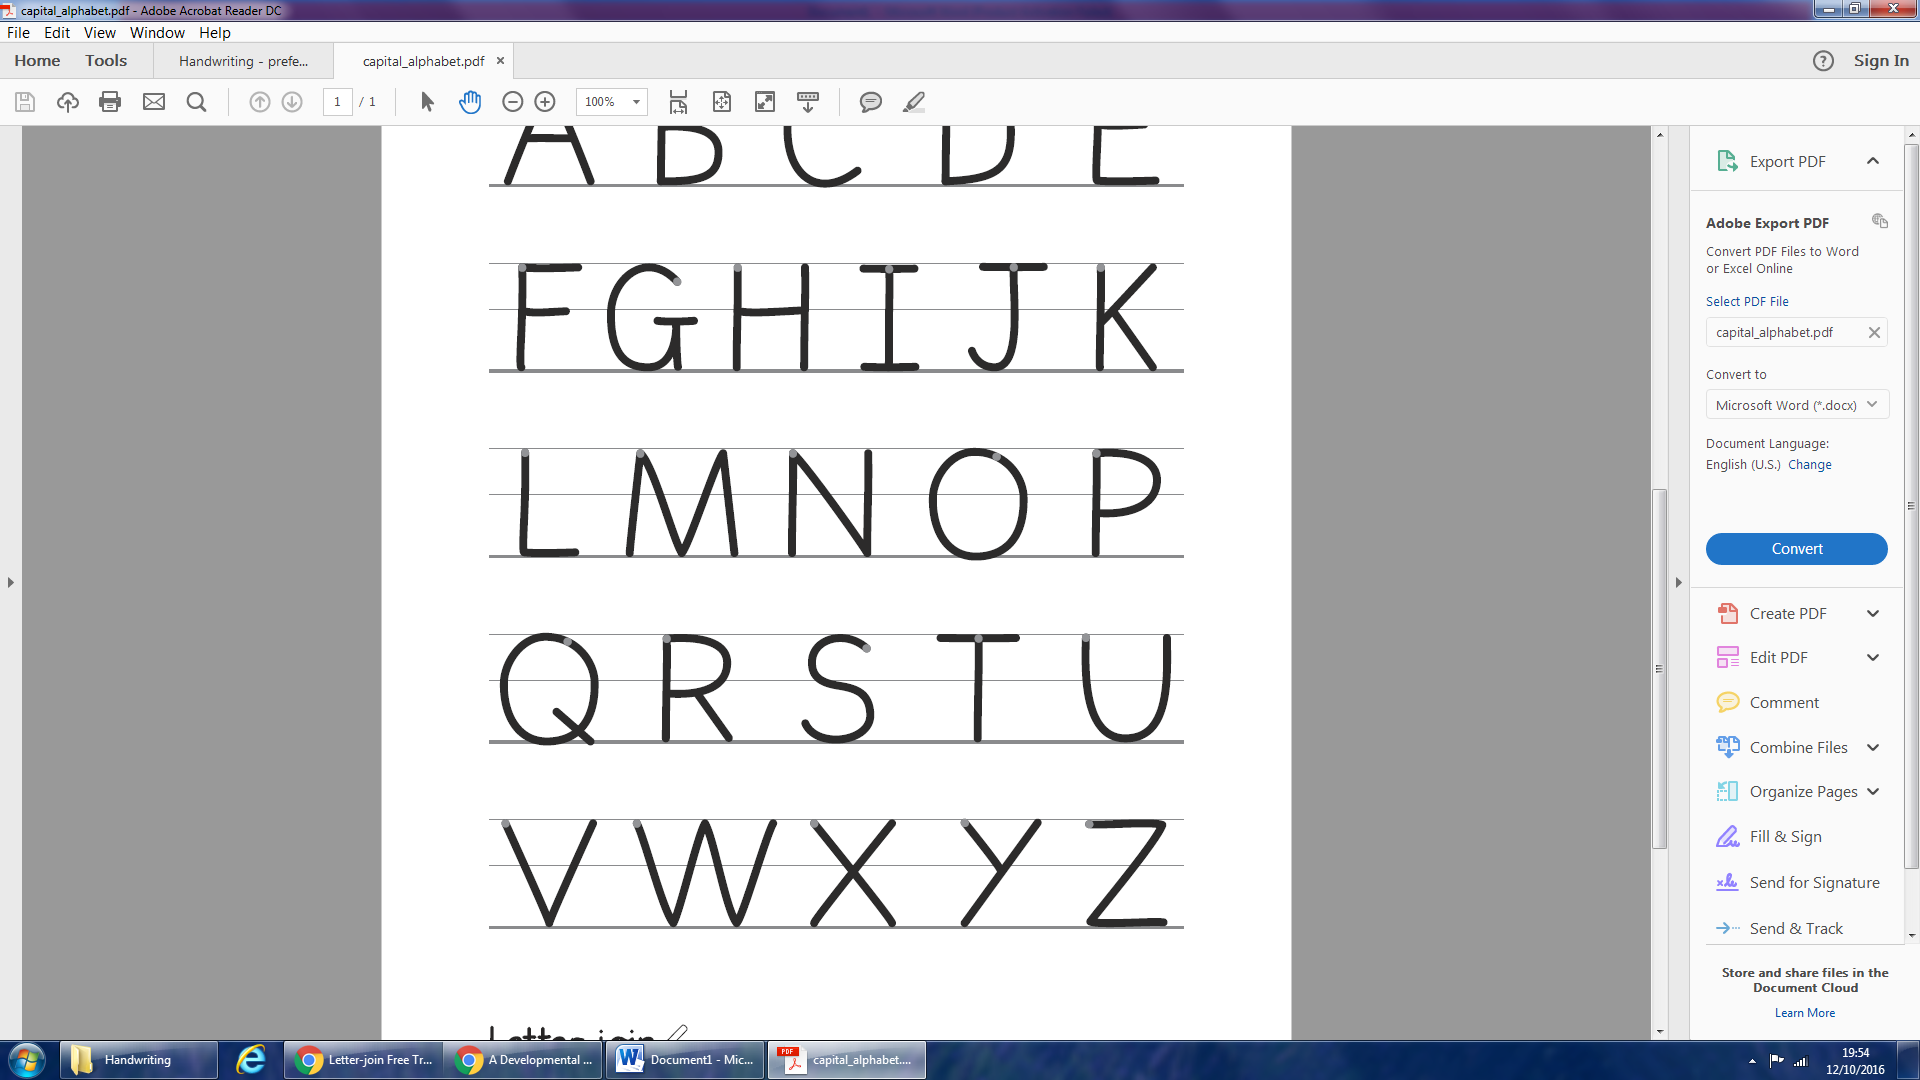 capital_alphabet.pdf - Adobe Acrobat Reader DC
File Edit View Window Help
Home Tools Handwriting - prefe... capital_alphabet.pdf × ? Sign In
1 / 1 100%
A B C D E
F G H I J K
L M N O P
Q R S T U
V W X Y Z
Letter-join
Export PDF
Adobe Export PDF
Convert PDF Files to Word
or Excel Online
Select PDF File
capital_alphabet.pdf
Convert to
Microsoft Word (*.docx)
Document Language:
English (U.S.) Change
Convert
Create PDF
Edit PDF
Comment
Combine Files
Organize Pages
Fill & Sign
Send for Signature
Send & Track
Store and share files in the
Document Cloud
Learn More
Handwriting Letter-join Free Tr... A Developmental ... Document1 - Mic... PDF capital_alphabet....
19:54
12/10/2016